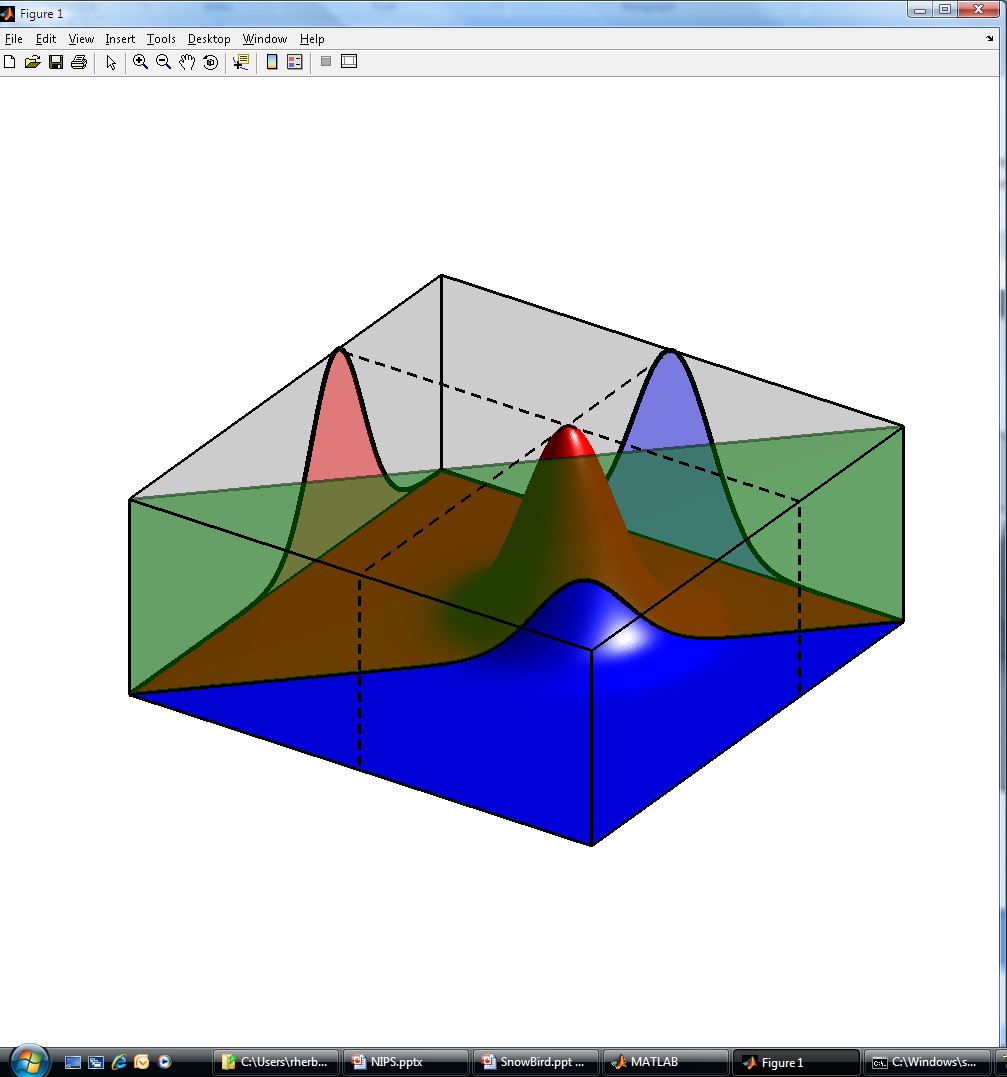 Figure 1
File Edit View Insert Tools Desktop Window Help
C:\Users\rherb... NIPS.pptx SnowBird.ppt ... MATLAB Figure 1 C:\Windows\s...